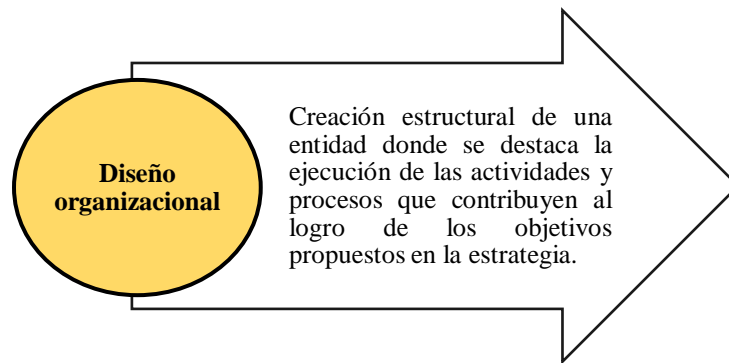 Diseño
organizacional
Creación estructural de una
entidad donde se destaca la
ejecución de las actividades y
procesos que contribuyen al
logro de los objetivos
propuestos en la estrategia.